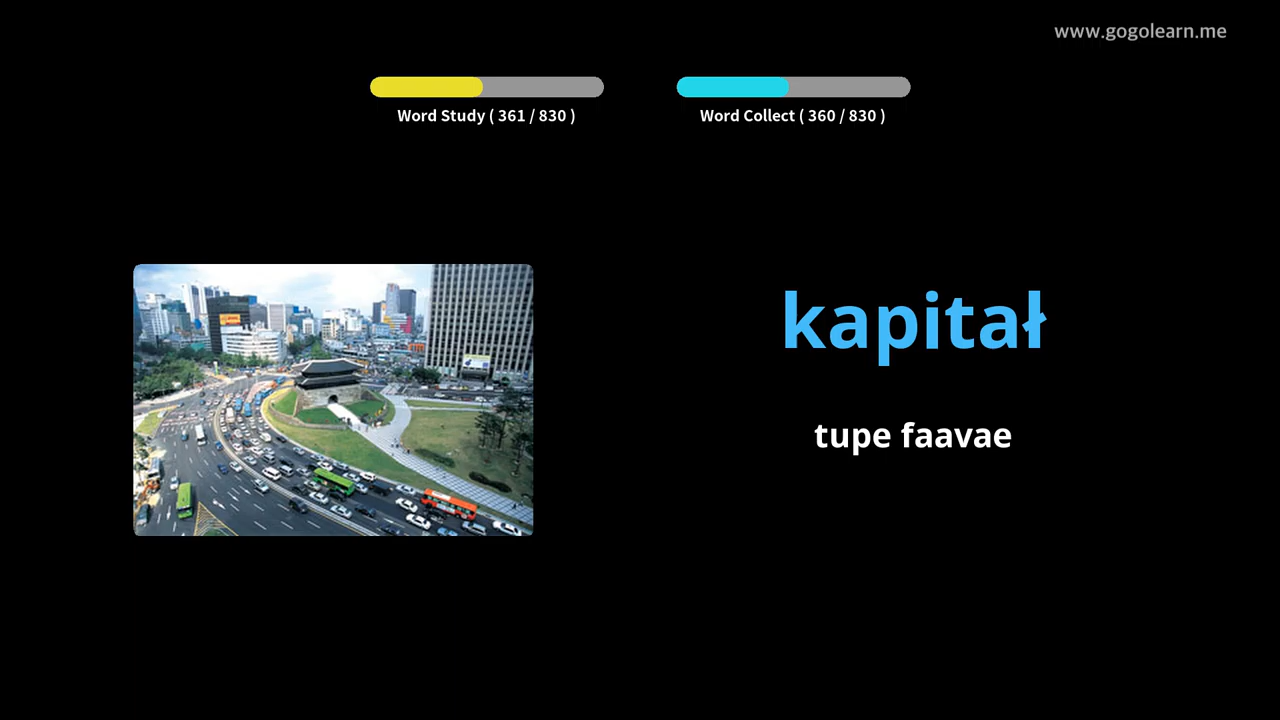 www.gogolearn.me
Word Study ( 361 / 830 )
Word Collect ( 360 / 830 )
kapitał
tupe faavae